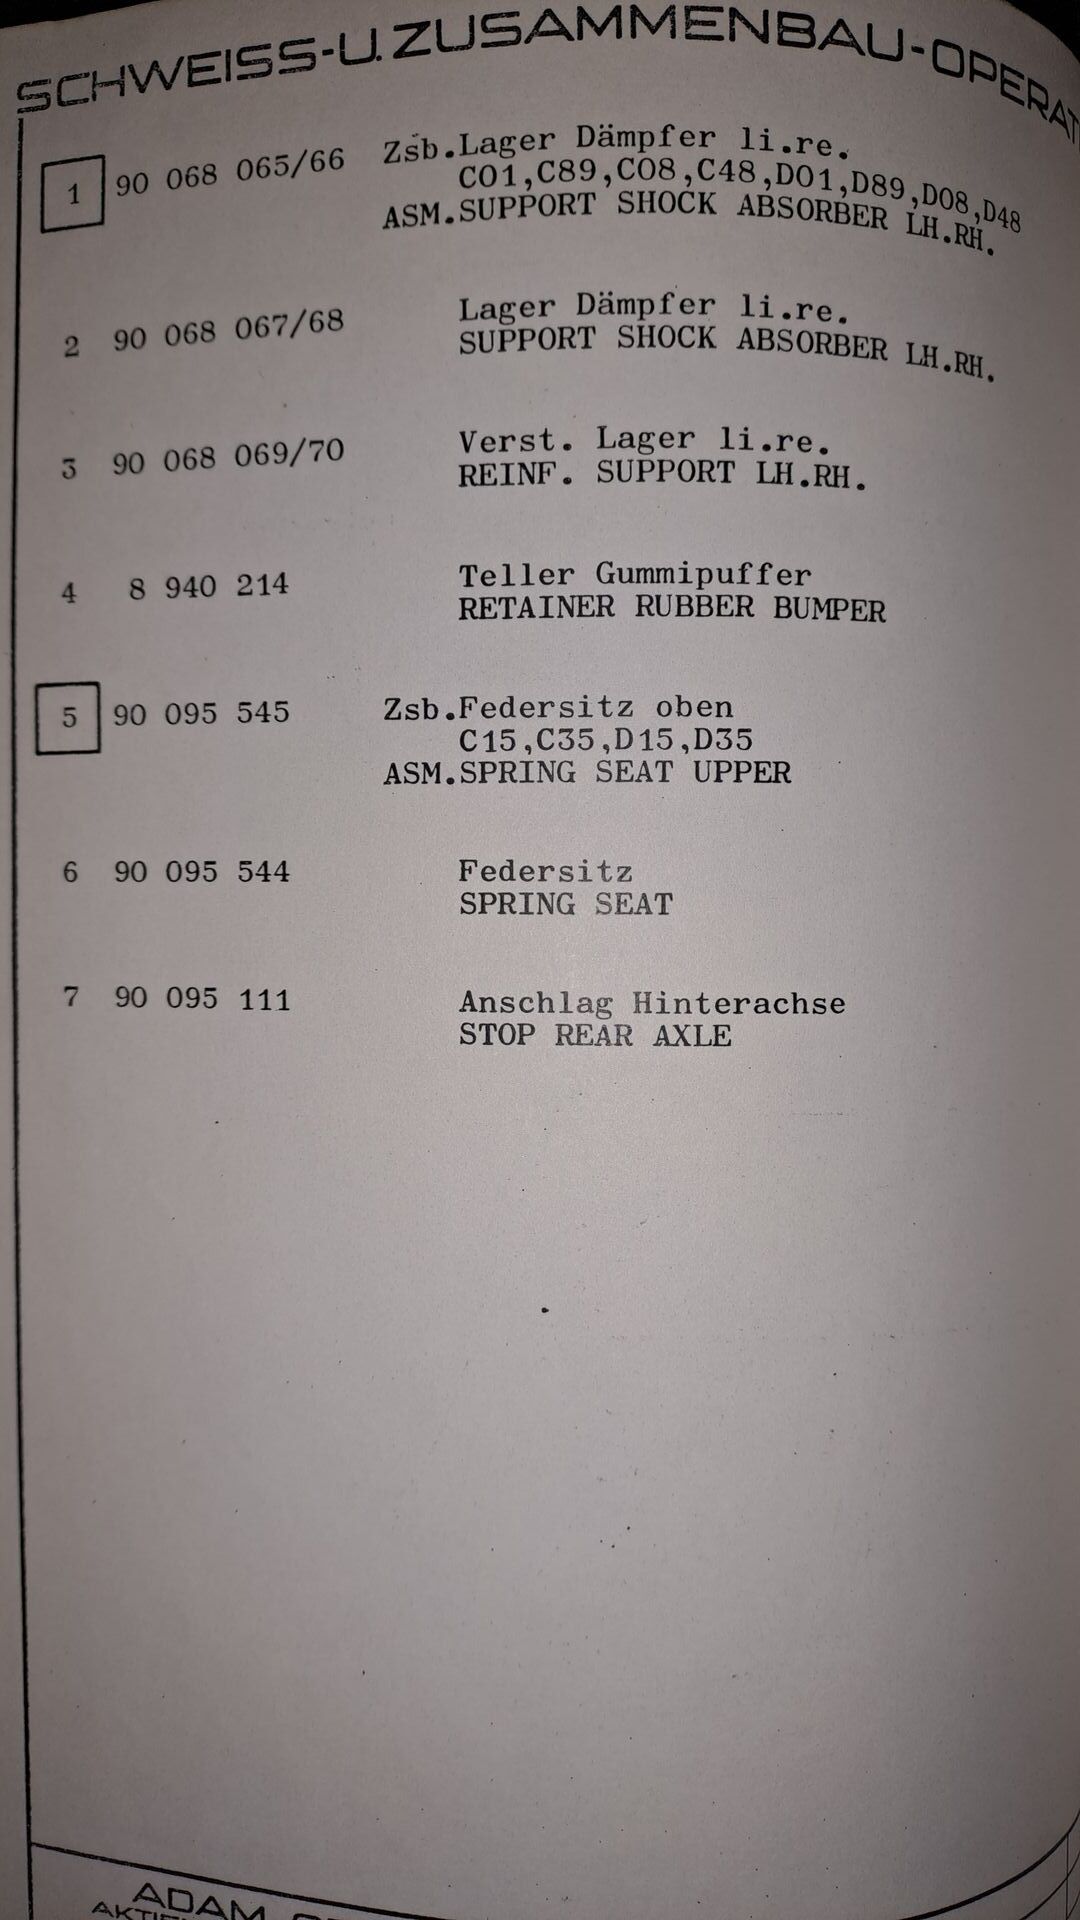 SCHWEISS-U.ZUSAMMENBAU-OPERAT
1 90 068 065/66 Zsb.Lager Dämpfer li.re.
C01,C89,C08,C48,D01,D89,D08,D48
ASM.SUPPORT SHOCK ABSORBER LH.RH.
2 90 068 067/68 Lager Dämpfer li.re.
SUPPORT SHOCK ABSORBER LH.RH.
3 90 068 069/70 Verst. Lager li.re.
REINF. SUPPORT LH.RH.
4 8 940 214 Teller Gummipuffer
RETAINER RUBBER BUMPER
5 90 095 545 Zsb.Federsitz oben
C15,C35,D15,D35
ASM.SPRING SEAT UPPER
6 90 095 544 Federsitz
SPRING SEAT
7 90 095 111 Anschlag Hinterachse
STOP REAR AXLE
ADAM